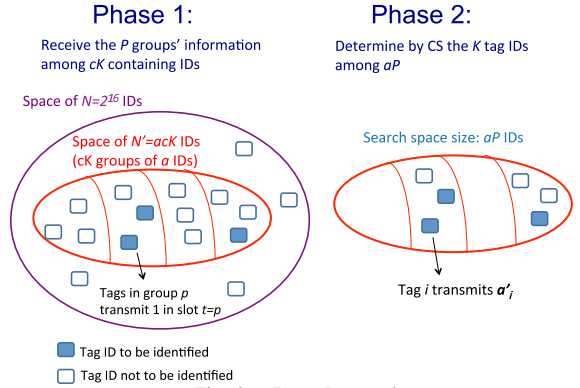 Phase 1:
Phase 2:
Receive the P groups' information
among cK containing IDs
Determine by CS the K tag IDs
among aP
Space of N=2^16 IDs
Space of N'=acK IDs
(cK groups of a IDs)
Search space size: aP IDs
Tags in group p
transmit 1 in slot t=p
Tag i transmits a'i
Tag ID to be identified
Tag ID not to be identified